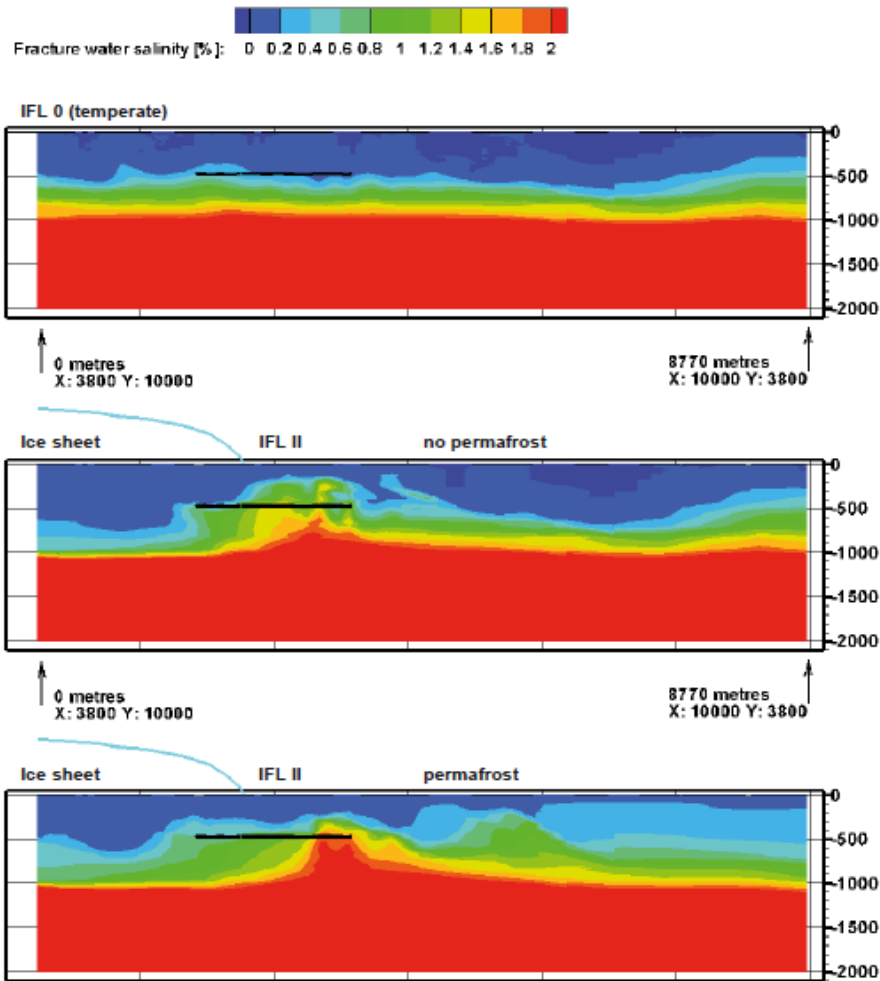 Fracture water salinity [%]: 0 0.2 0.4 0.6 0.8 1 1.2 1.4 1.6 1.8 2
IFL 0 (temperate)
0
-500
-1000
-1500
-2000
0 metres
X: 3800 Y: 10000
8770 metres
X: 10000 Y: 3800
Ice sheet IFL II no permafrost
0
-500
-1000
-1500
-2000
0 metres
X: 3800 Y: 10000
8770 metres
X: 10000 Y: 3800
Ice sheet IFL II permafrost
0
-500
-1000
-1500
-2000